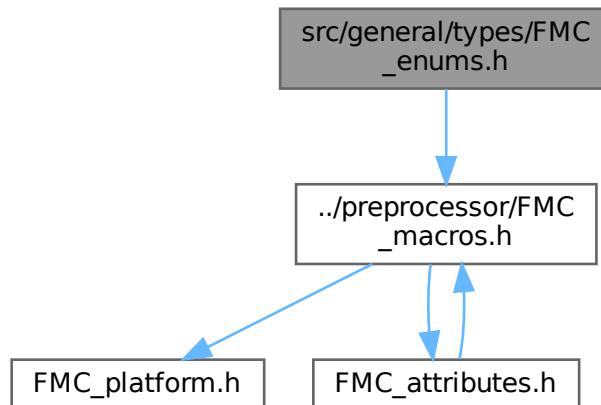 src/general/types/FMC
_enums.h
../preprocessor/FMC
_macros.h
FMC_platform.h
FMC_attributes.h